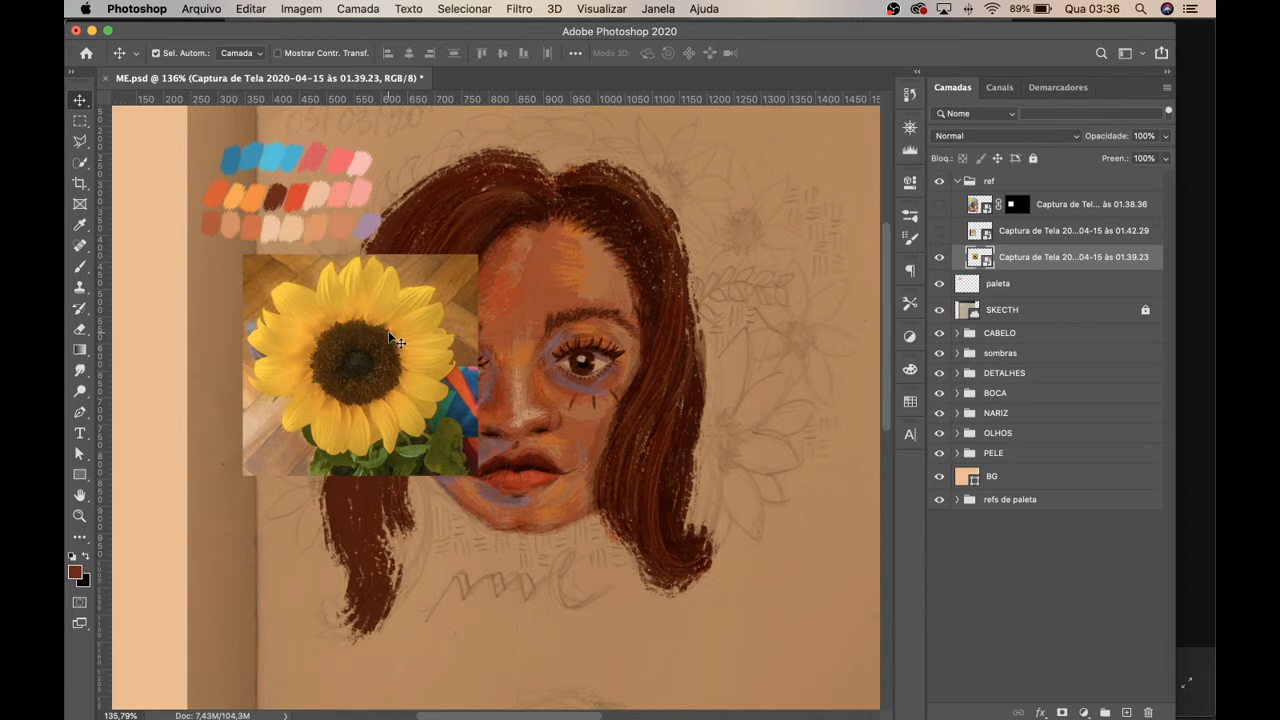 Photoshop Arquivo Editar Imagem Camada Texto Selecionar Filtro 3D Visualizar Janela Ajuda 89% Qua 03:36
Adobe Photoshop 2020
Sel. Autom.: Camada Mostrar Contr. Transf. Modo 3D:
ME.psd @ 136% (Captura de Tela 2020-04-15 às 01.39.23, RGB/8) *
150 200 250 300 350 400 450 500 550 600 650 700 750 800 850 900 950 1000 1050 1100 1150 1200 1250 1300 1350 1400 1450
Camadas Canais Demarcadores
Nome
Normal Opacidade: 100%
Bloq.: Preen.: 100%
ref
Captura de Tel... às 01.38.36
Captura de Tela 20...04-15 às 01.42.29
Captura de Tela 20...04-15 às 01.39.23
paleta
SKECTH
CABELO
sombras
DETALHES
BOCA
NARIZ
OLHOS
PELE
BG
refs de paleta
135,79% Doc: 7,43M/104,3M